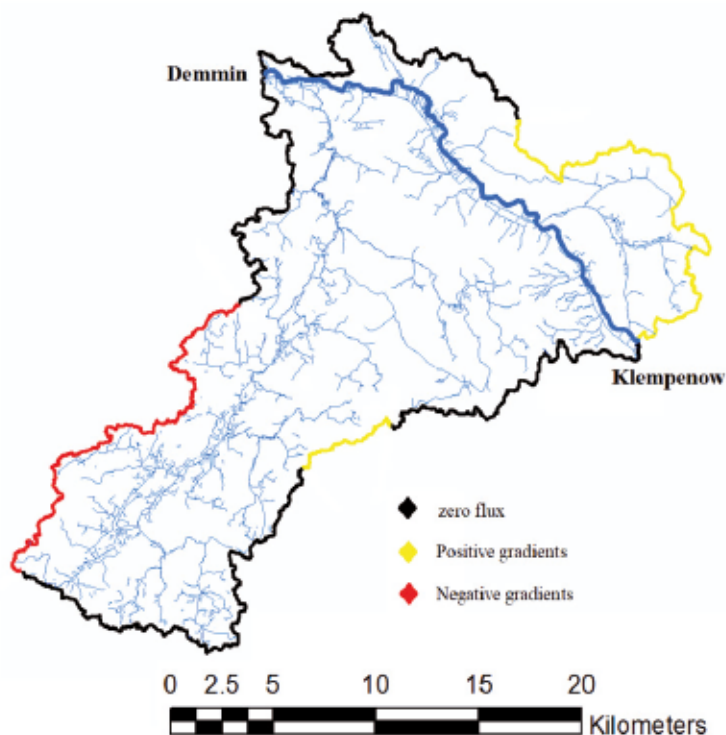 Demmin
Klempenow
zero flux
Positive gradients
Negative gradients
0 2.5 5 10 15 20
Kilometers